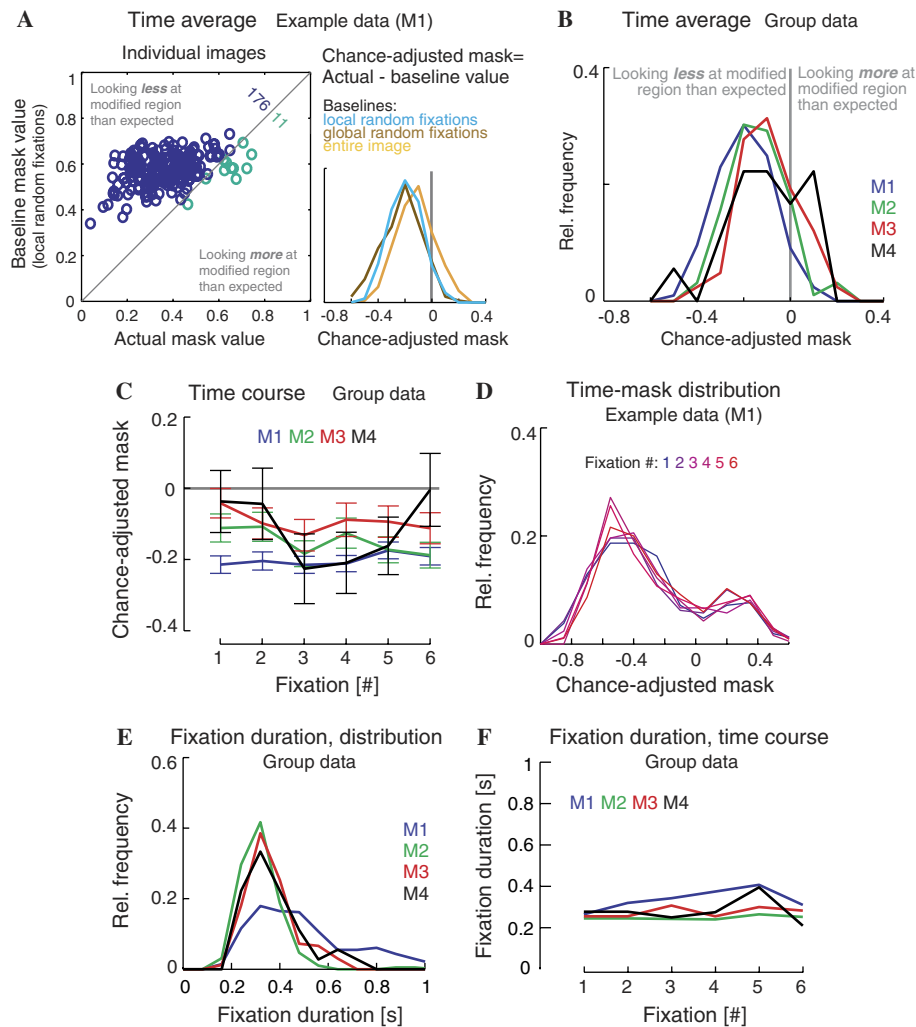 A Time average Example data (M1)
Individual images
Baseline mask value
(local random fixations)
1
0.8
0.6
0.4
0.2
0
Looking less at
modified region
than expected
176
11
Looking more at
modified region
than expected
0 0.2 0.4 0.6 0.8 1
Actual mask value
Chance-adjusted mask=
Actual - baseline value
Baselines:
local random fixations
global random fixations
entire image
-0.8 -0.4 0 0.4
Chance-adjusted mask
B Time average Group data
Rel. frequency
0.4
0
Looking less at modified
region than expected
Looking more at
modified region
than expected
M1
M2
M3
M4
-0.8 -0.4 0 0.4
Chance-adjusted mask
C Time course Group data
Chance-adjusted mask
0.2
0
-0.2
-0.4
M1 M2 M3 M4
1 2 3 4 5 6
Fixation [#]
D Time-mask distribution
Example data (M1)
Rel. frequency
0.4
0.2
0
Fixation #: 1 2 3 4 5 6
-0.8 -0.4 0 0.4
Chance-adjusted mask
E Fixation duration, distribution
Group data
Rel. frequency
0.6
0.4
0.2
0
M1
M2
M3
M4
0 0.2 0.4 0.6 0.8 1
Fixation duration [s]
F Fixation duration, time course
Group data
Fixation duration [s]
1
0.8
0.6
0.4
0.2
0
M1 M2 M3 M4
1 2 3 4 5 6
Fixation [#]